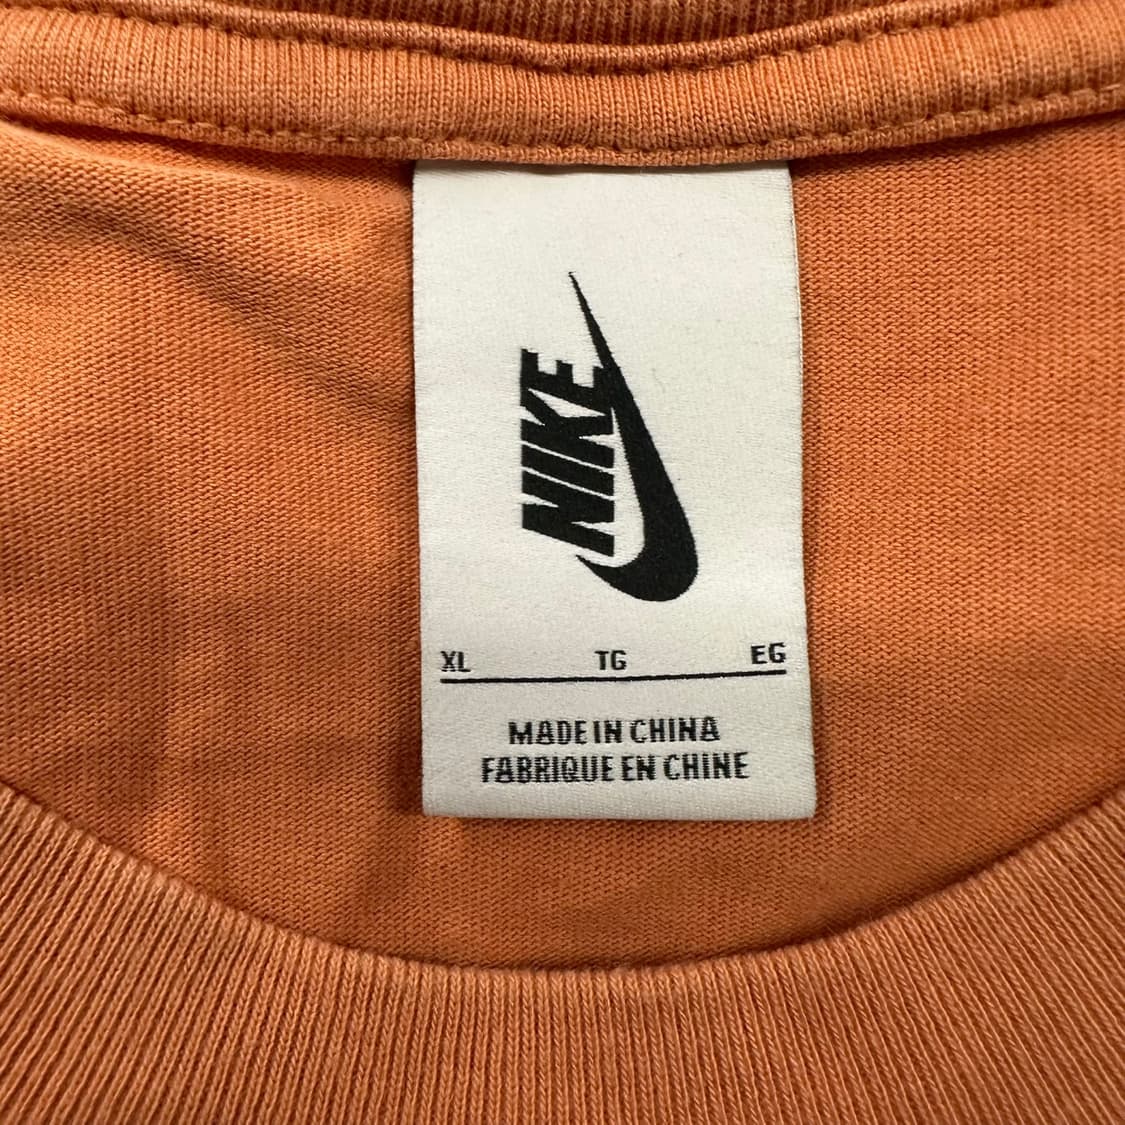 NIKE
XL TG EG
MADE IN CHINA
FABRIQUE EN CHINE